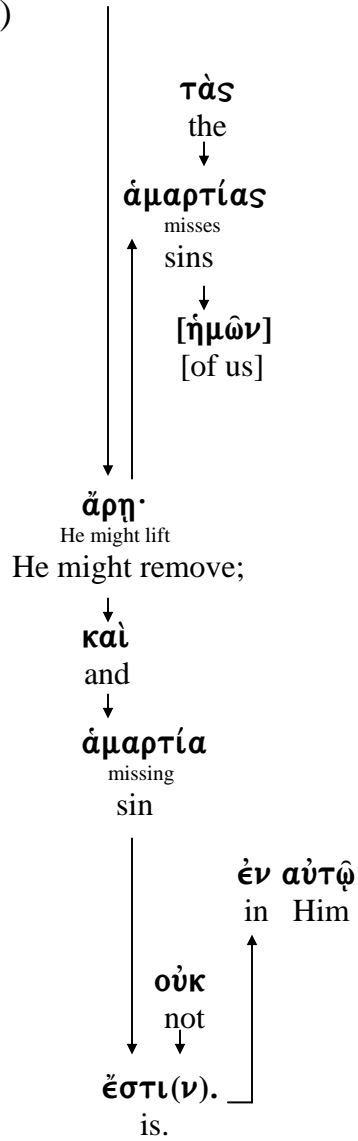 )
τὰς
the
ἁμαρτίας
misses
sins
[ἡμῶν]
[of us]
ἄρῃ·
He might lift
He might remove;
καὶ
and
ἁμαρτία
missing
sin
ἐν αὐτῷ
in Him
οὐκ
not
ἔστι(ν).
is.